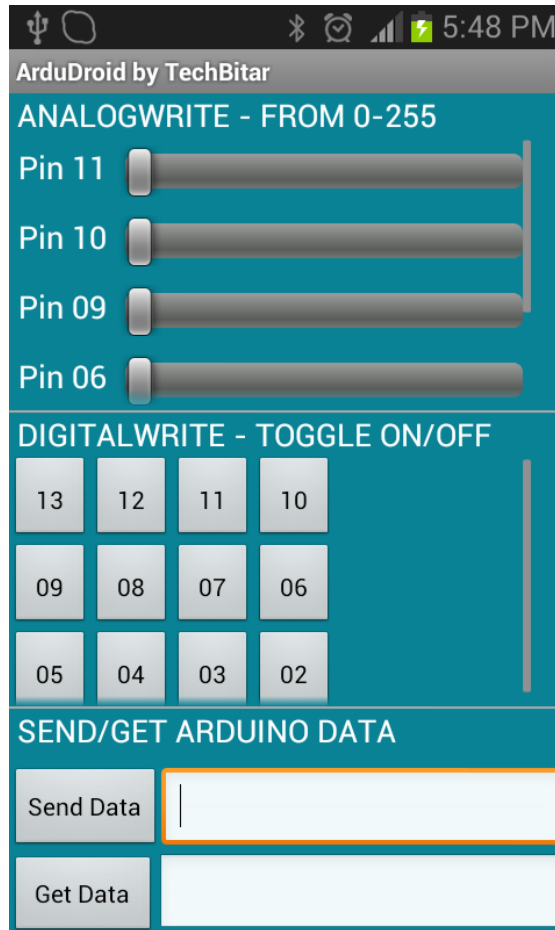 5:48 PM
ArduDroid by TechBitar
ANALOGWRITE - FROM 0-255
Pin 11
Pin 10
Pin 09
Pin 06
DIGITALWRITE - TOGGLE ON/OFF
13 12 11 10
09 08 07 06
05 04 03 02
SEND/GET ARDUINO DATA
Send Data
Get Data